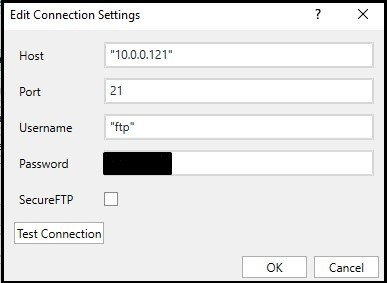 Edit Connection Settings ? ×
Host "10.0.0.121"
Port 21
Username "ftp"
Password
SecureFTP
Test Connection
OK Cancel